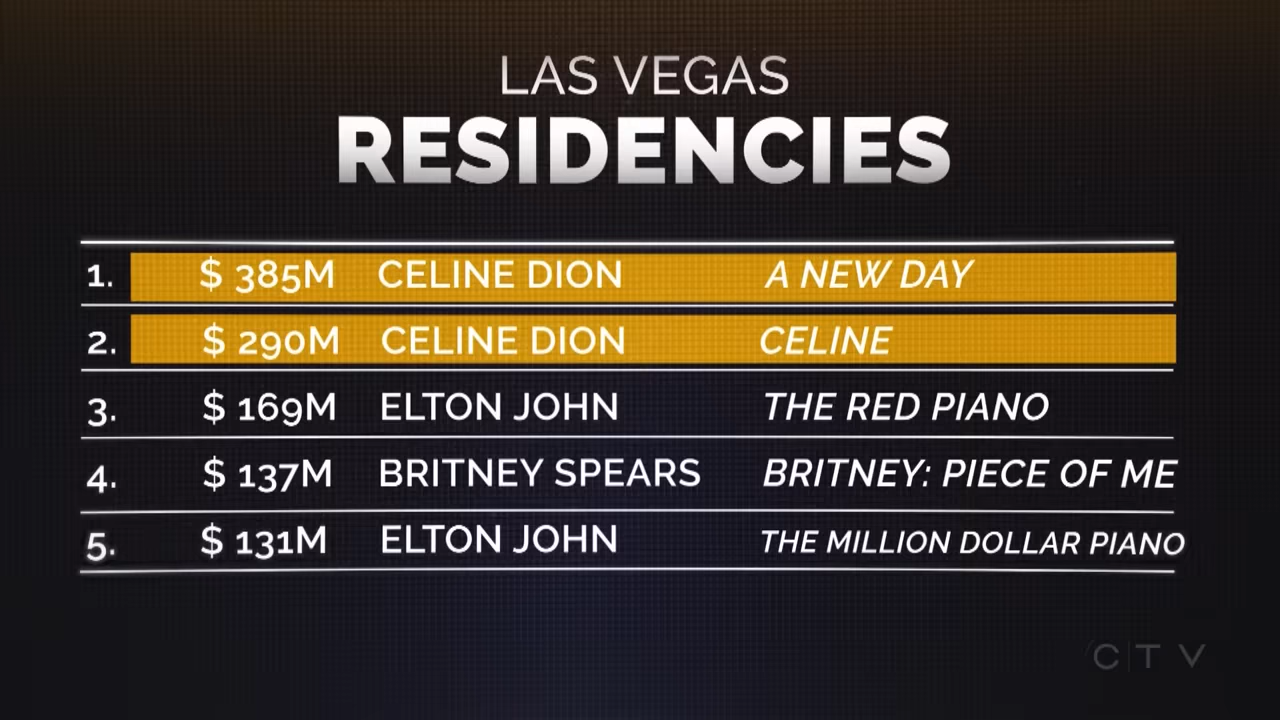 LAS VEGAS
RESIDENCIES
1. $ 385M CELINE DION A NEW DAY
2. $ 290M CELINE DION CELINE
3. $ 169M ELTON JOHN THE RED PIANO
4. $ 137M BRITNEY SPEARS BRITNEY: PIECE OF ME
5. $ 131M ELTON JOHN THE MILLION DOLLAR PIANO
CTV